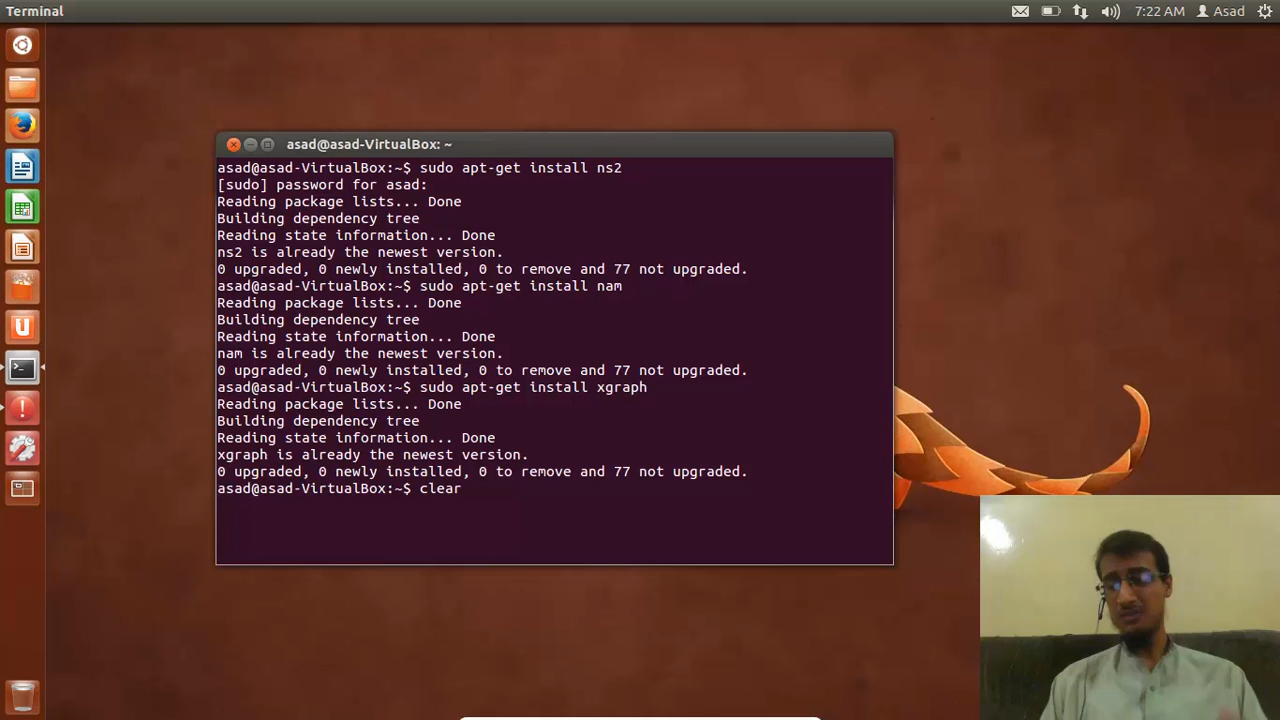 Terminal
7:22 AM
Asad
asad@asad-VirtualBox: ~
asad@asad-VirtualBox:~$ sudo apt-get install ns2
[sudo] password for asad:
Reading package lists... Done
Building dependency tree
Reading state information... Done
ns2 is already the newest version.
0 upgraded, 0 newly installed, 0 to remove and 77 not upgraded.
asad@asad-VirtualBox:~$ sudo apt-get install nam
Reading package lists... Done
Building dependency tree
Reading state information... Done
nam is already the newest version.
0 upgraded, 0 newly installed, 0 to remove and 77 not upgraded.
asad@asad-VirtualBox:~$ sudo apt-get install xgraph
Reading package lists... Done
Building dependency tree
Reading state information... Done
xgraph is already the newest version.
0 upgraded, 0 newly installed, 0 to remove and 77 not upgraded.
asad@asad-VirtualBox:~$ clear